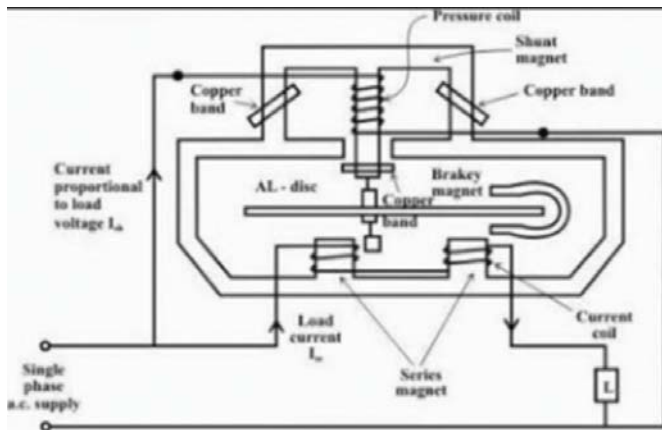 Pressure coil
Shunt
magnet
Copper
band
Copper band
Current
proportional
to load
voltage I
AL - disc
Brakey
magnet
Copper
band
Load
current
I
Series
magnet
Current
coil
Single
phase
a.c. supply
L